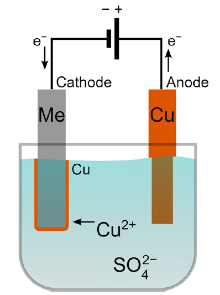 − +
e⁻ e⁻
Cathode Anode
Me Cu
Cu
Cu²⁺
SO₄²⁻